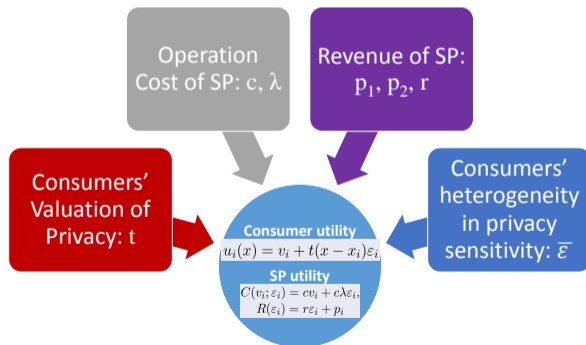 Operation
Cost of SP: c, λ
Revenue of SP:
p₁, p₂, r
Consumers’
Valuation of
Privacy: t
Consumers’
heterogeneity
in privacy
sensitivity: ε̅
Consumer utility
uᵢ(x) = vᵢ + t(x − xᵢ)εᵢ
SP utility
C(vᵢ; εᵢ) = cvᵢ + cλεᵢ,
R(εᵢ) = rεᵢ + pᵢ